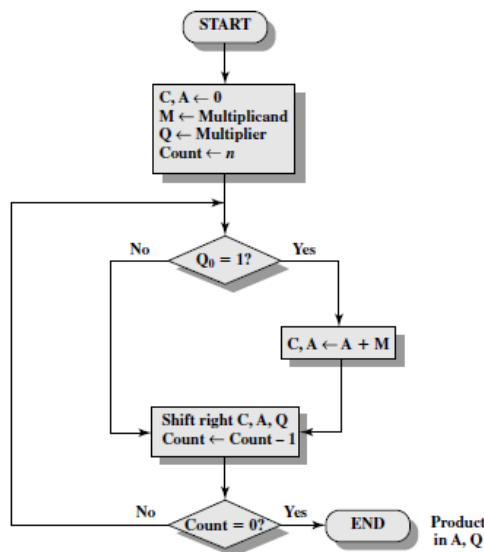 START
C, A ← 0
M ← Multiplicand
Q ← Multiplier
Count ← n
No
Q₀ = 1?
Yes
C, A ← A + M
Shift right C, A, Q
Count ← Count – 1
No
Count = 0?
Yes
END
Product
in A, Q